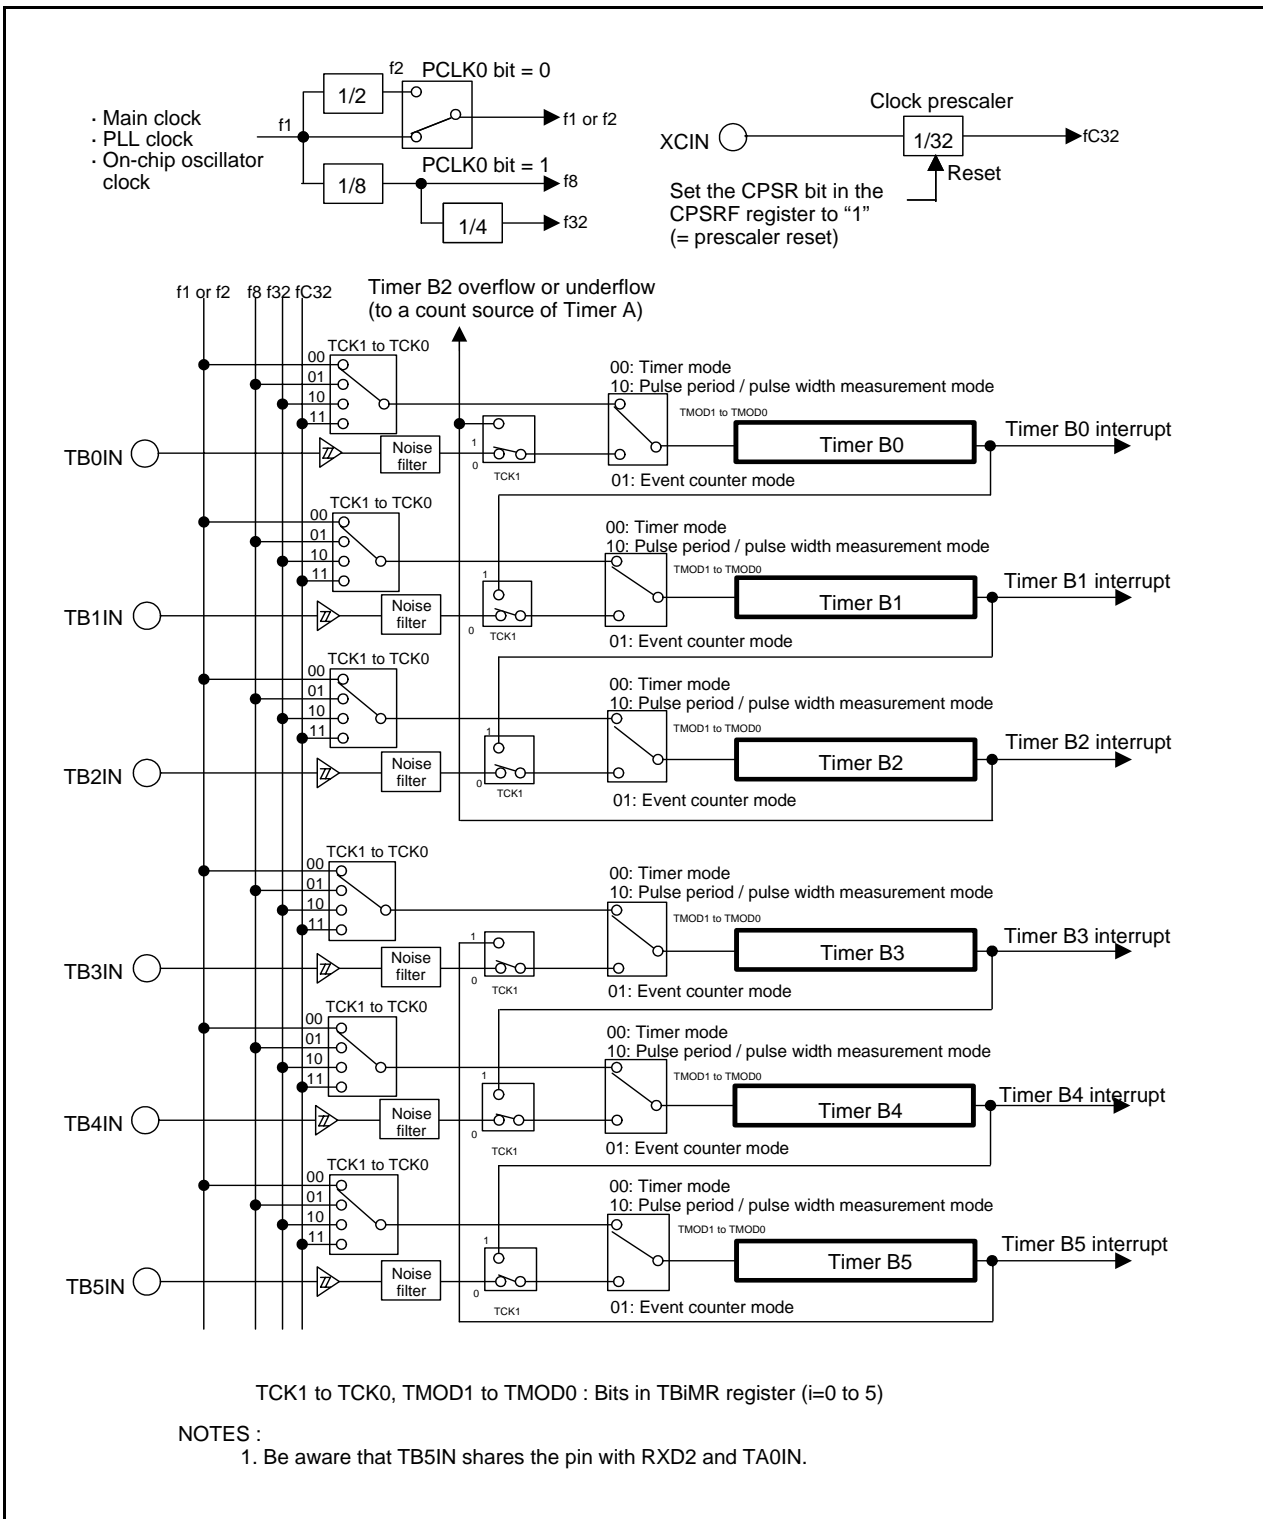 f2 PCLK0 bit = 0
1/2
· Main clock
· PLL clock
· On-chip oscillator
clock
f1
f1 or f2
PCLK0 bit = 1
1/8
f8
1/4
f32
Clock prescaler
XCIN
1/32
fC32
Reset
Set the CPSR bit in the
CPSRF register to “1”
(= prescaler reset)
f1 or f2 f8 f32 fC32
Timer B2 overflow or underflow
(to a count source of Timer A)
TCK1 to TCK0
00
01
10
11
00: Timer mode
10: Pulse period / pulse width measurement mode
TMOD1 to TMOD0
TB0IN
Noise
filter
1
0
TCK1
Timer B0
Timer B0 interrupt
01: Event counter mode
TCK1 to TCK0
00
01
10
11
00: Timer mode
10: Pulse period / pulse width measurement mode
TMOD1 to TMOD0
TB1IN
Noise
filter
1
0
TCK1
Timer B1
Timer B1 interrupt
01: Event counter mode
TCK1 to TCK0
00
01
10
11
00: Timer mode
10: Pulse period / pulse width measurement mode
TMOD1 to TMOD0
TB2IN
Noise
filter
1
0
TCK1
Timer B2
Timer B2 interrupt
01: Event counter mode
TCK1 to TCK0
00
01
10
11
00: Timer mode
10: Pulse period / pulse width measurement mode
TMOD1 to TMOD0
TB3IN
Noise
filter
1
0
TCK1
Timer B3
Timer B3 interrupt
01: Event counter mode
TCK1 to TCK0
00
01
10
11
00: Timer mode
10: Pulse period / pulse width measurement mode
TMOD1 to TMOD0
TB4IN
Noise
filter
1
0
TCK1
Timer B4
Timer B4 interrupt
01: Event counter mode
TCK1 to TCK0
00
01
10
11
00: Timer mode
10: Pulse period / pulse width measurement mode
TMOD1 to TMOD0
TB5IN
Noise
filter
1
0
TCK1
Timer B5
Timer B5 interrupt
01: Event counter mode
TCK1 to TCK0, TMOD1 to TMOD0 : Bits in TBiMR register (i=0 to 5)
NOTES :
1. Be aware that TB5IN shares the pin with RXD2 and TA0IN.